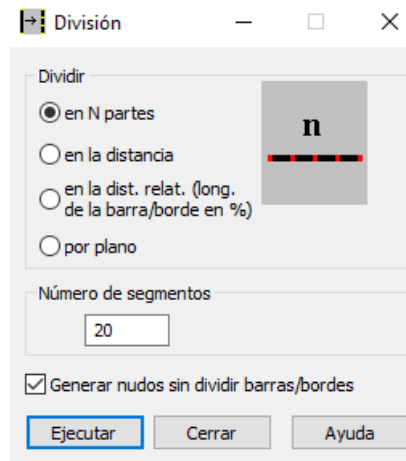 División
Dividir
en N partes
n
en la distancia
en la dist. relat. (long.
de la barra/borde en %)
por plano
Número de segmentos
20
Generar nudos sin dividir barras/bordes
Ejecutar Cerrar Ayuda